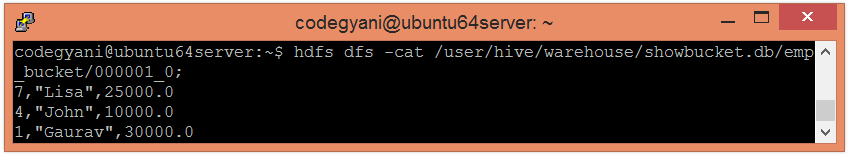 codegyani@ubuntu64server: ~
codegyani@ubuntu64server:~$ hdfs dfs -cat /user/hive/warehouse/showbucket.db/emp
_bucket/000001_0;
7,"Lisa",25000.0
4,"John",10000.0
1,"Gaurav",30000.0